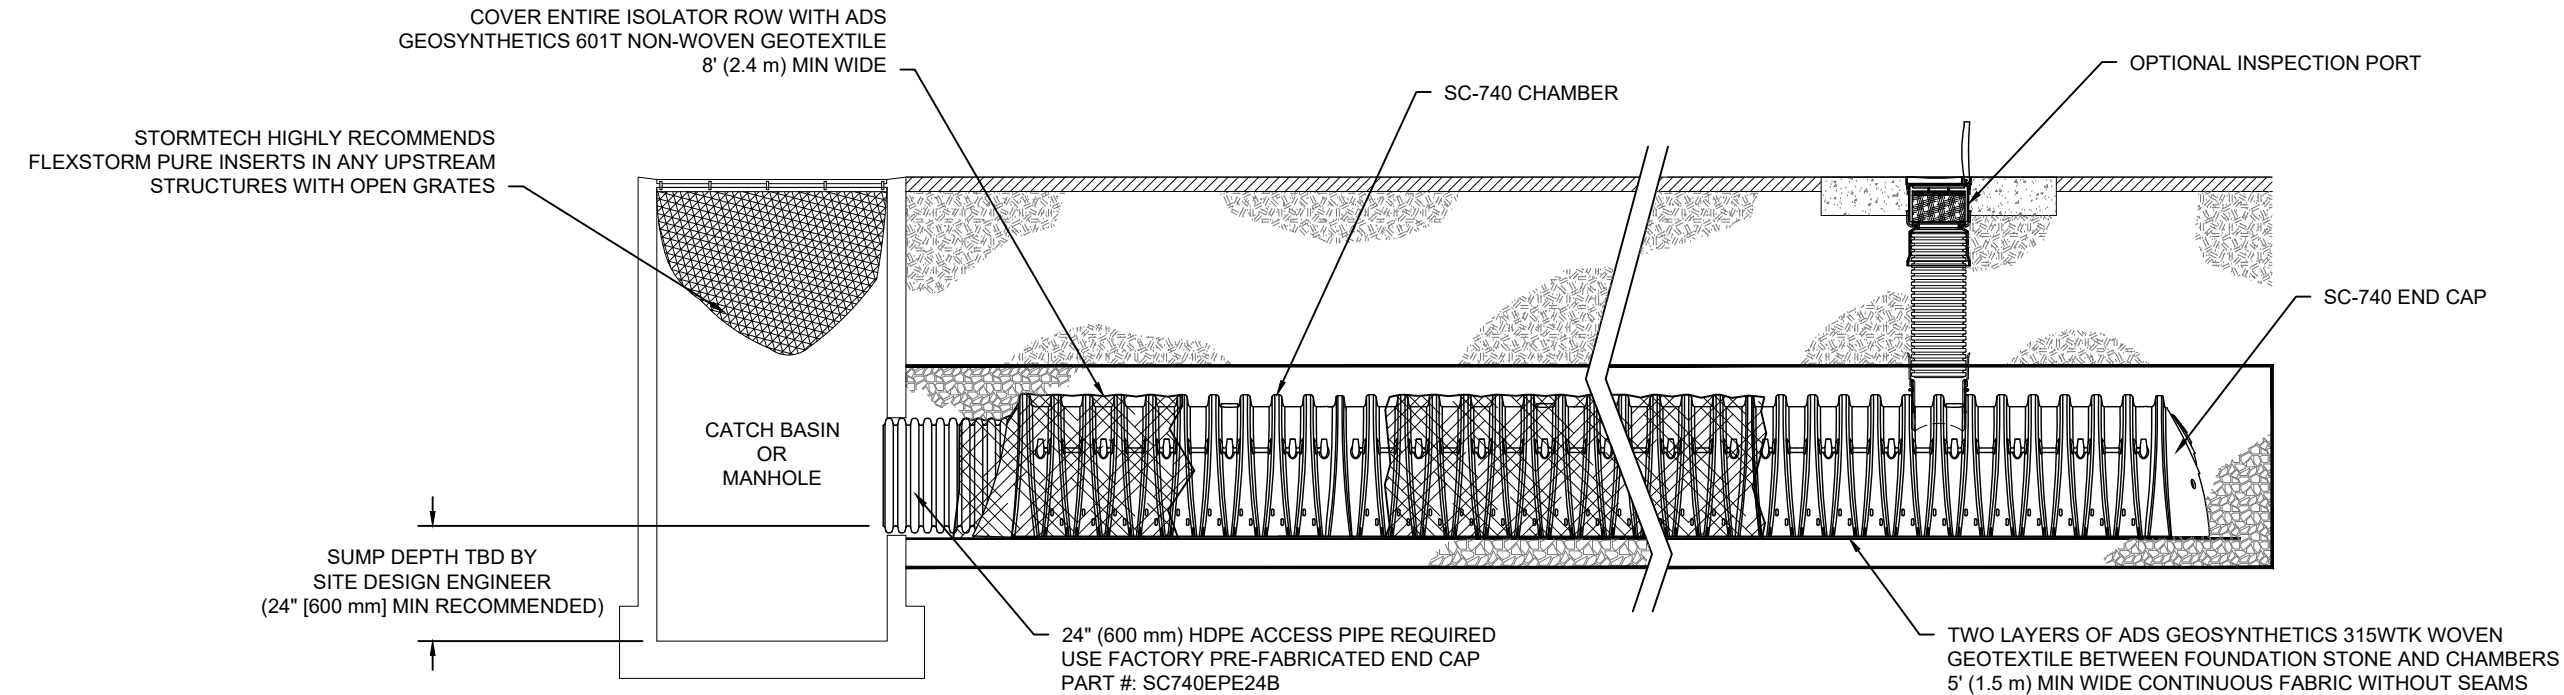 COVER ENTIRE ISOLATOR ROW WITH ADS
GEOSYNTHETICS 601T NON-WOVEN GEOTEXTILE
8' (2.4 m) MIN WIDE
STORMTECH HIGHLY RECOMMENDS
FLEXSTORM PURE INSERTS IN ANY UPSTREAM
STRUCTURES WITH OPEN GRATES
SC-740 CHAMBER
OPTIONAL INSPECTION PORT
SC-740 END CAP
CATCH BASIN
OR
MANHOLE
SUMP DEPTH TBD BY
SITE DESIGN ENGINEER
(24" [600 mm] MIN RECOMMENDED)
24" (600 mm) HDPE ACCESS PIPE REQUIRED
USE FACTORY PRE-FABRICATED END CAP
PART #: SC740EPE24B
TWO LAYERS OF ADS GEOSYNTHETICS 315WTK WOVEN
GEOTEXTILE BETWEEN FOUNDATION STONE AND CHAMBERS
5' (1.5 m) MIN WIDE CONTINUOUS FABRIC WITHOUT SEAMS